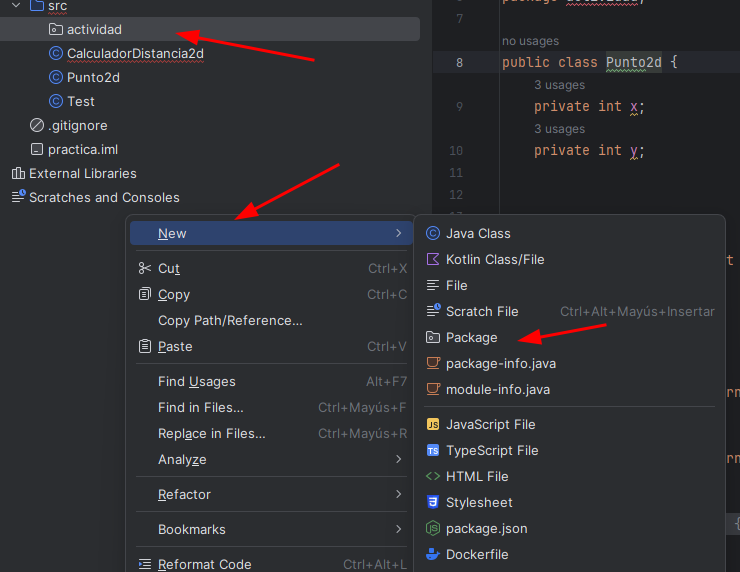 src
actividad
CalculadorDistancia2d
Punto2d
Test
.gitignore
practica.iml
External Libraries
Scratches and Consoles
7
no usages
8 public class Punto2d {
3 usages
9 private int x;
3 usages
10 private int y;
11
12
New
Cut Ctrl+X
Copy Ctrl+C
Copy Path/Reference...
Paste Ctrl+V
Find Usages Alt+F7
Find in Files... Ctrl+Mayús+F
Replace in Files... Ctrl+Mayús+R
Analyze
Refactor
Bookmarks
Reformat Code Ctrl+Alt+L
Java Class
Kotlin Class/File
File
Scratch File Ctrl+Alt+Mayús+Insertar
Package
package-info.java
module-info.java
JS JavaScript File
TS TypeScript File
HTML File
Stylesheet
package.json
Dockerfile